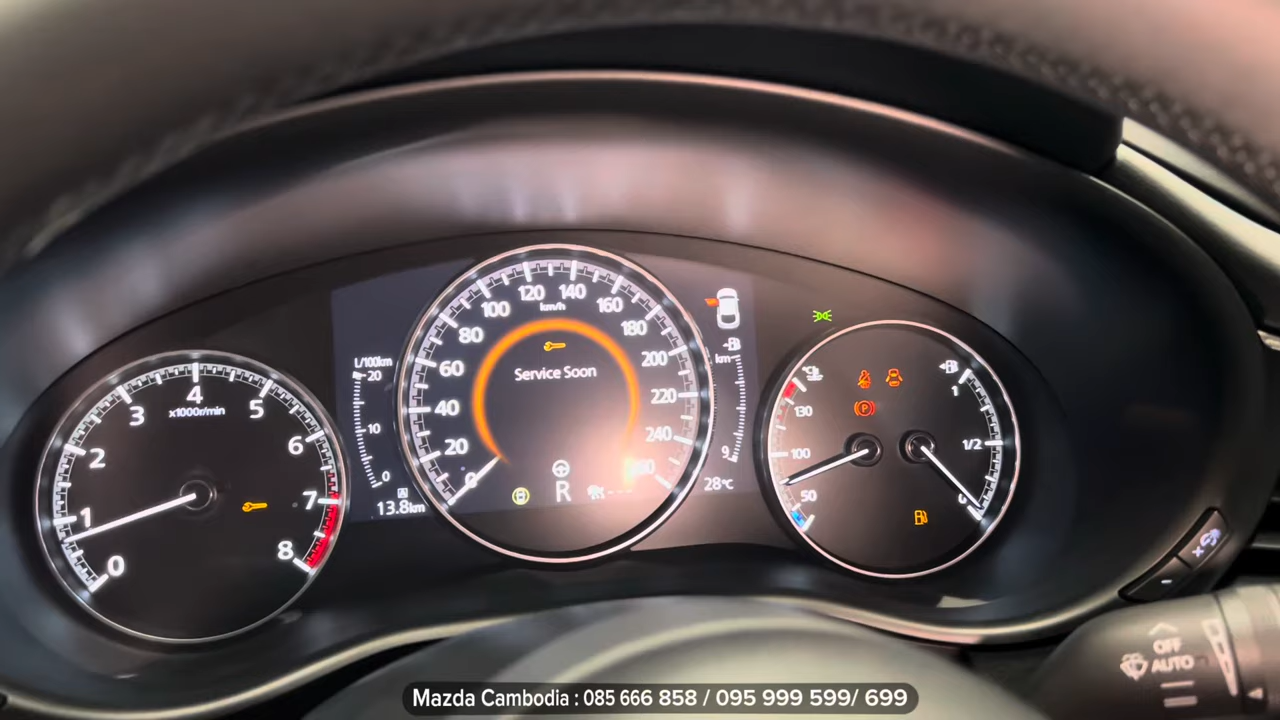 0 1 2 3 4 5 6 7 8
x1000r/min
L/100km
20
10
0
A
13.8km
0 20 40 60 80 100 120 140 160 180 200 220 240 260
km/h
Service Soon
R
km
28°C
°C
130
100
50
P
1
1/2
0
OFF
AUTO
Mazda Cambodia : 085 666 858 / 095 999 599/ 699